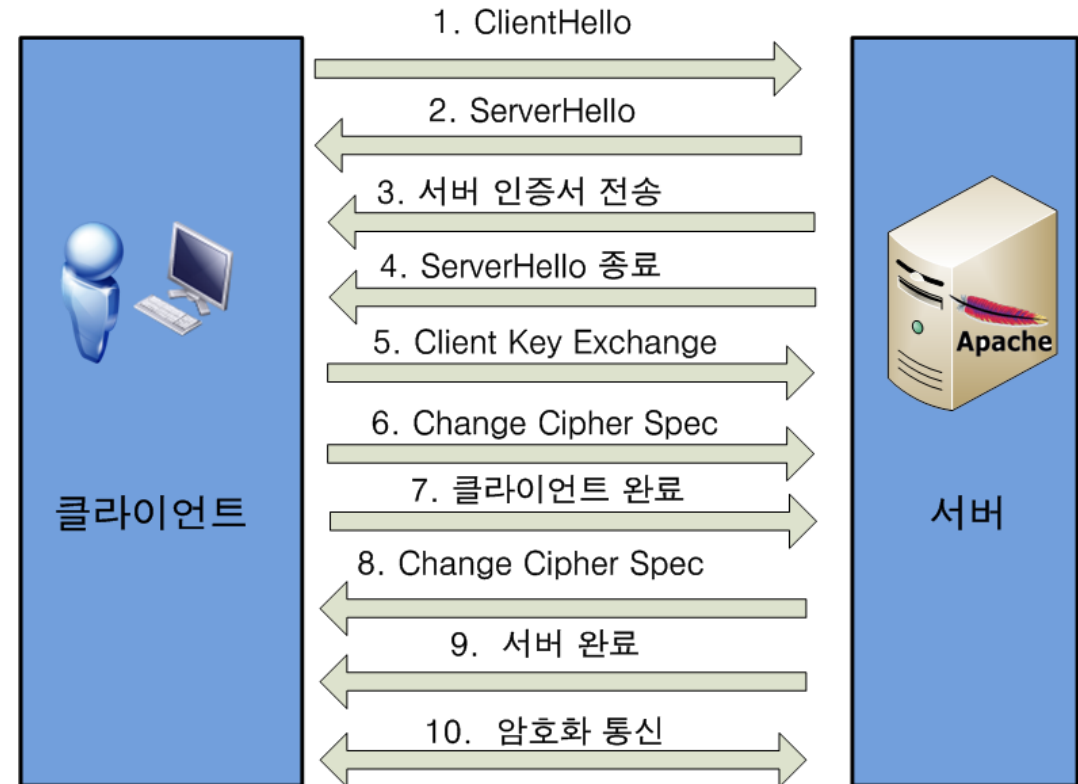 1. ClientHello
2. ServerHello
3. 서버 인증서 전송
4. ServerHello 종료
5. Client Key Exchange
Apache
6. Change Cipher Spec
7. 클라이언트 완료
클라이언트
서버
8. Change Cipher Spec
9. 서버 완료
10. 암호화 통신